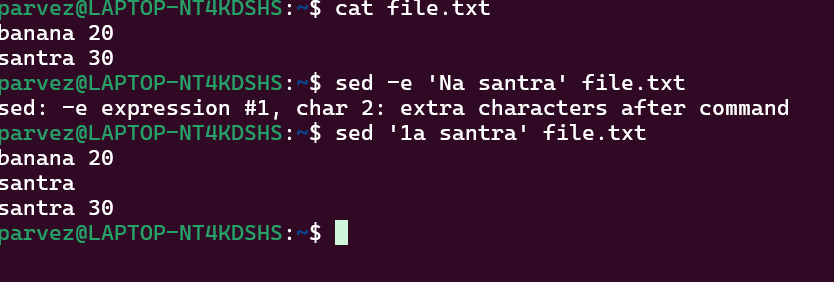 parvez@LAPTOP-NT4KDSHS:~$ cat file.txt
banana 20
santra 30
parvez@LAPTOP-NT4KDSHS:~$ sed -e 'Na santra' file.txt
sed: -e expression #1, char 2: extra characters after command
parvez@LAPTOP-NT4KDSHS:~$ sed '1a santra' file.txt
banana 20
santra
santra 30
parvez@LAPTOP-NT4KDSHS:~$